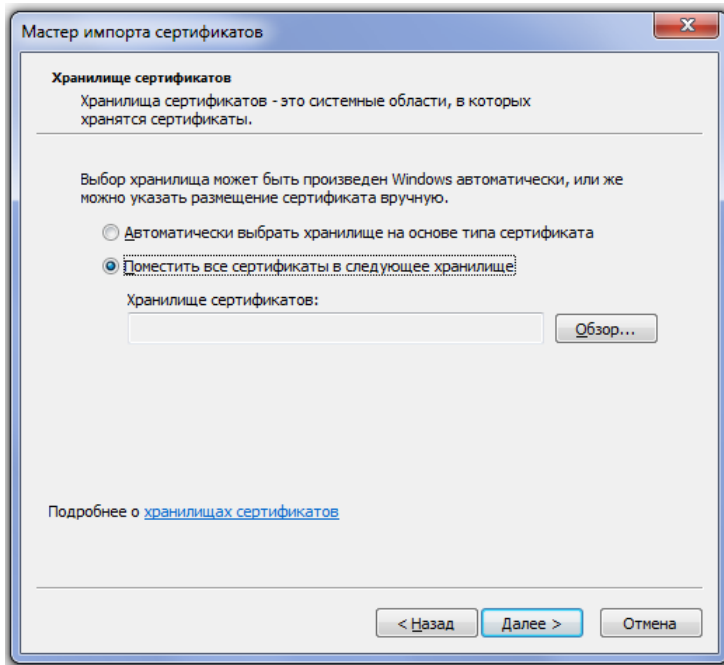 Мастер импорта сертификатов
Хранилище сертификатов
Хранилища сертификатов - это системные области, в которых
хранятся сертификаты.
Выбор хранилища может быть произведен Windows автоматически, или же
можно указать размещение сертификата вручную.
Автоматически выбрать хранилище на основе типа сертификата
Поместить все сертификаты в следующее хранилище
Хранилище сертификатов:
Обзор...
Подробнее о хранилищах сертификатов
< Назад Далее > Отмена